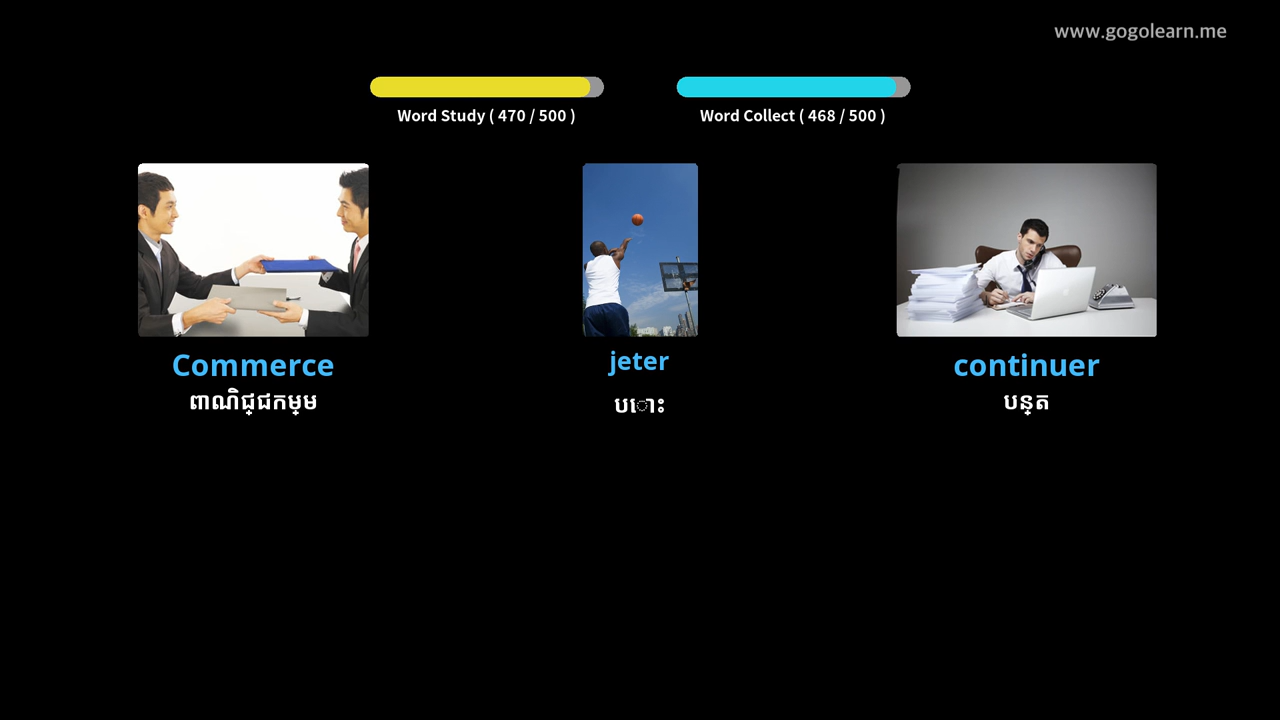 www.gogolearn.me
Word Study ( 470 / 500 )
Word Collect ( 468 / 500 )
Commerce
jeter
continuer
ពាណិជ្ជកម្ម
បោះ
បន្ត